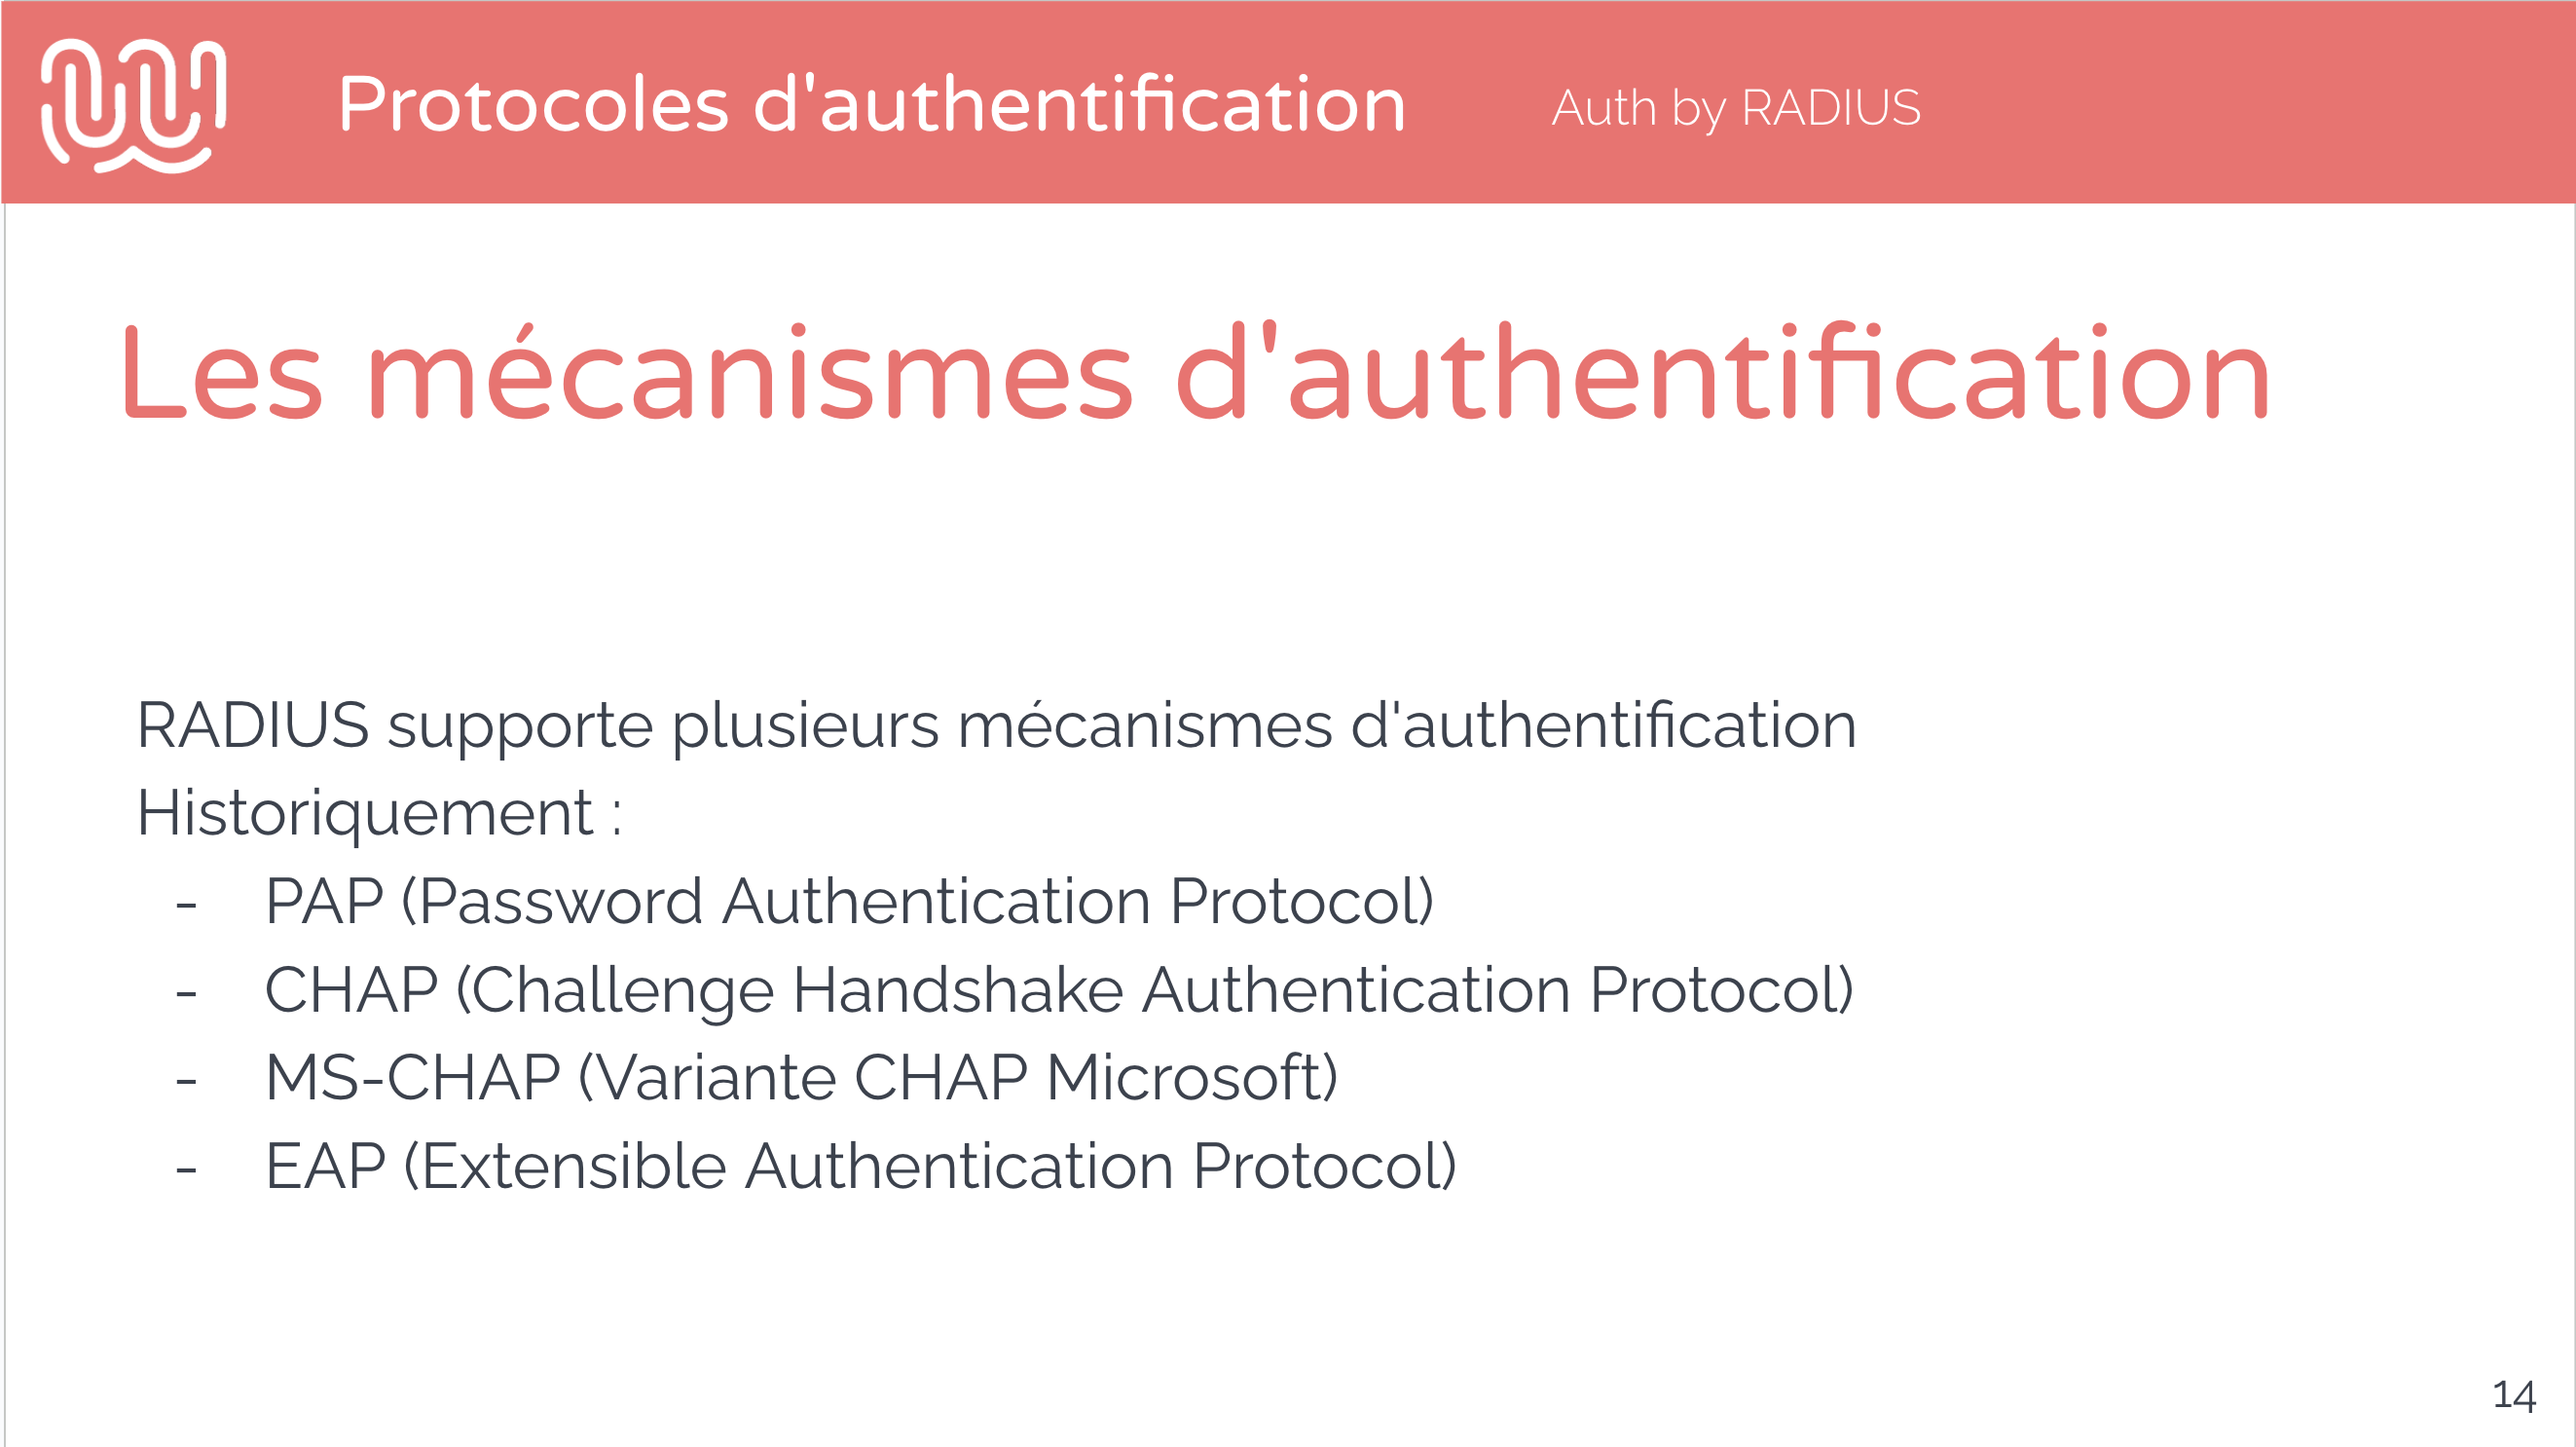 Protocoles d'authentification
Auth by RADIUS
Les mécanismes d'authentification
RADIUS supporte plusieurs mécanismes d'authentification
Historiquement :
- PAP (Password Authentication Protocol)
- CHAP (Challenge Handshake Authentication Protocol)
- MS-CHAP (Variante CHAP Microsoft)
- EAP (Extensible Authentication Protocol)
14